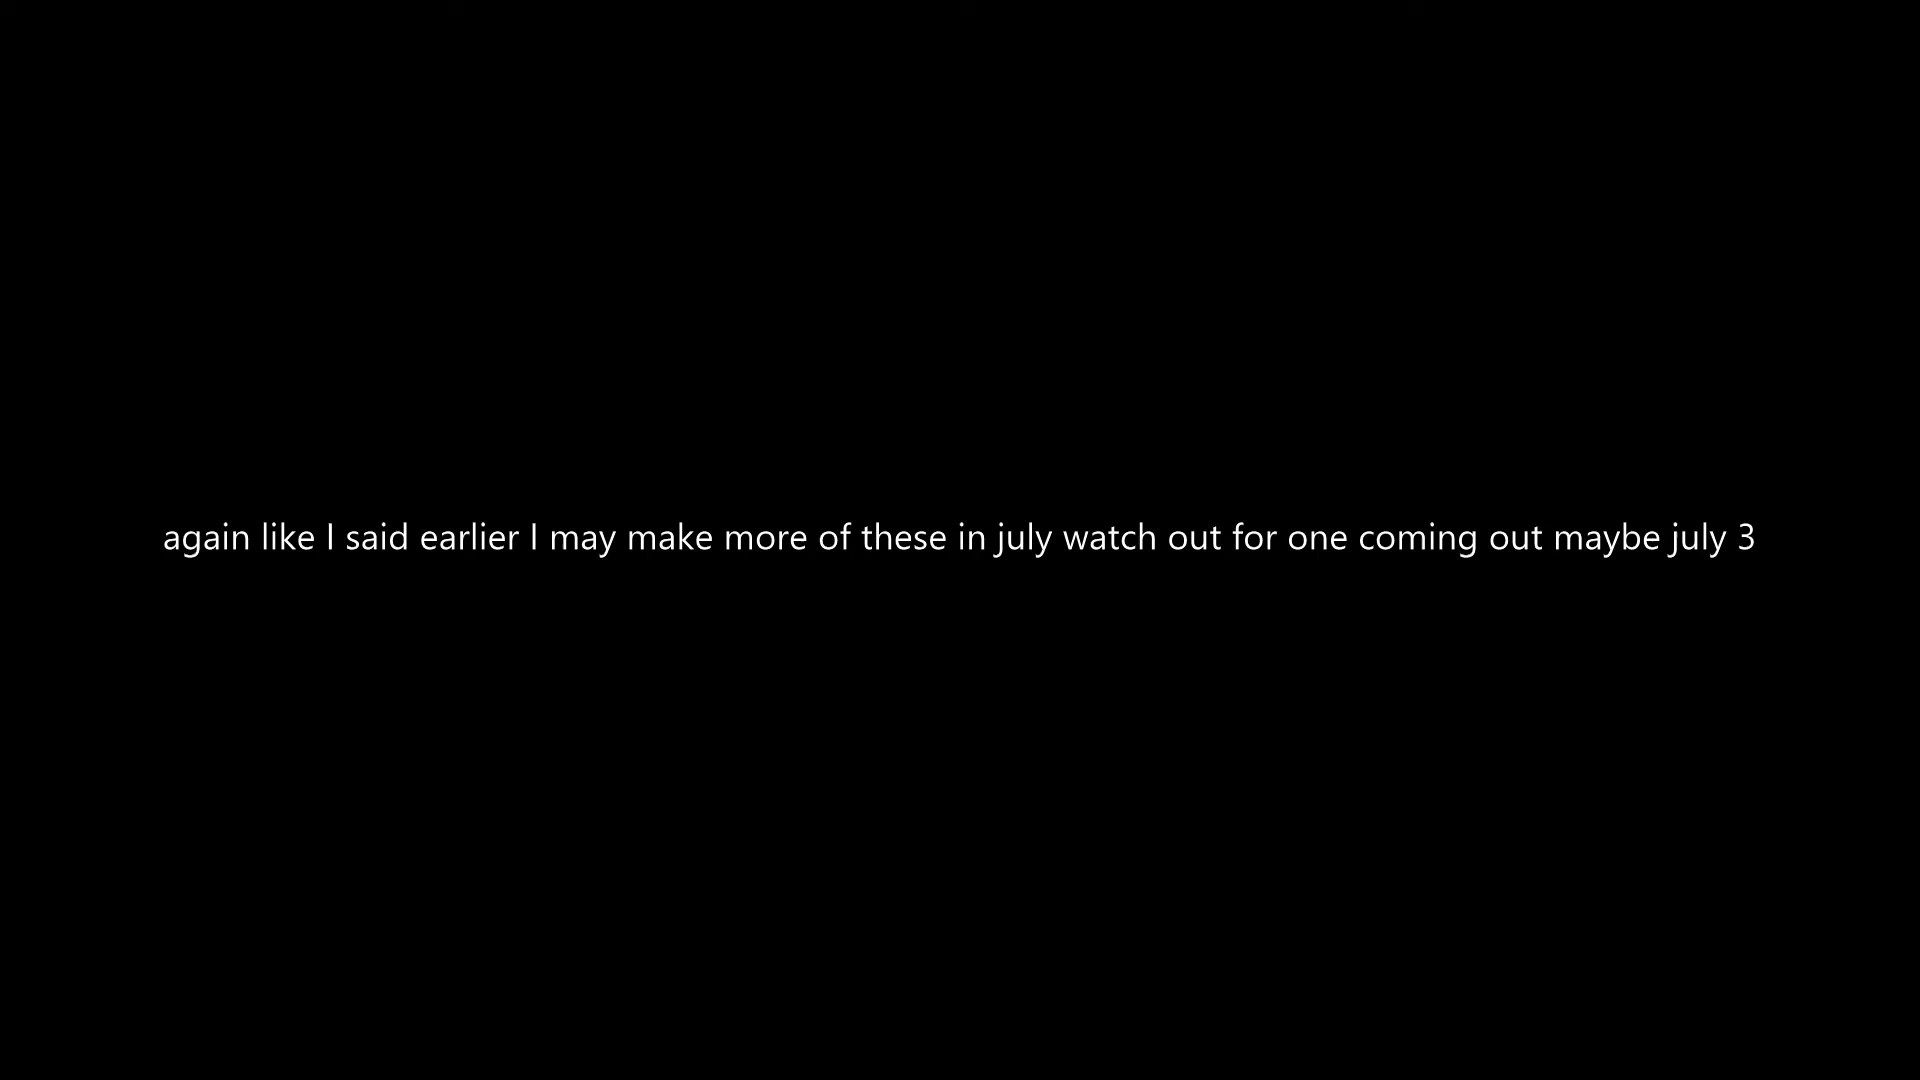 again like I said earlier I may make more of these in july watch out for one coming out maybe july 3